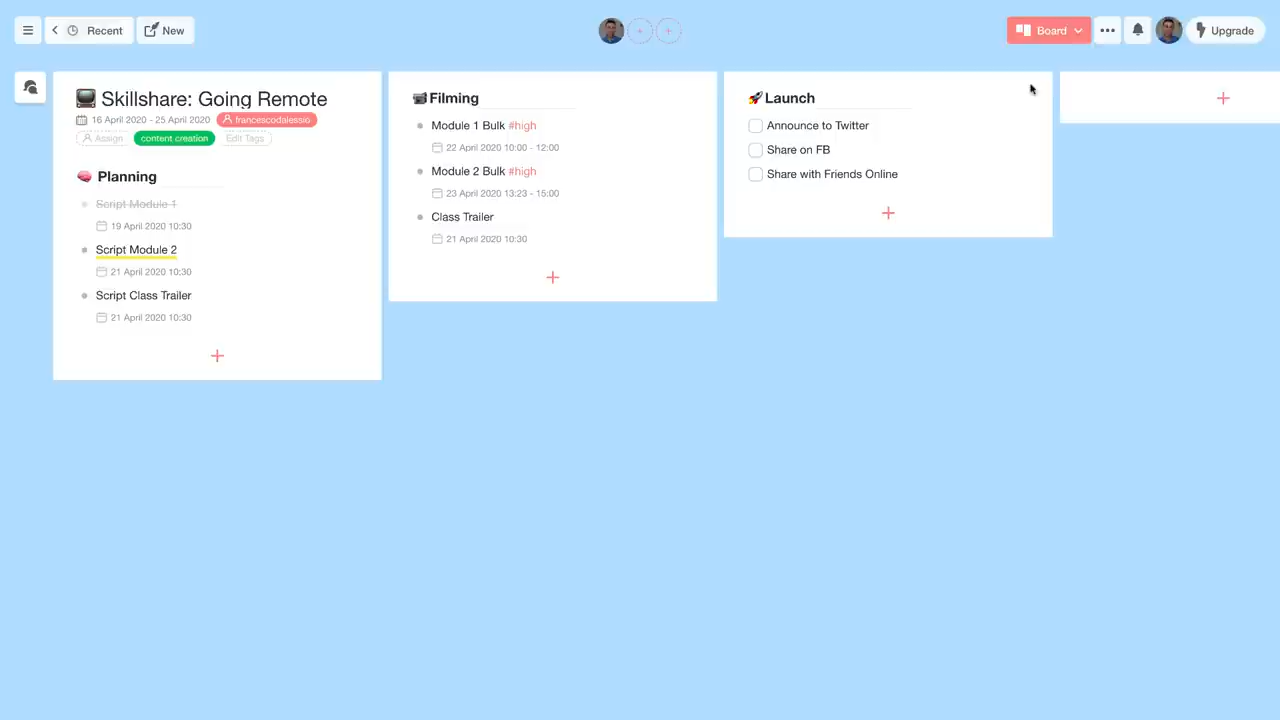 Recent
New
Board
Upgrade
Skillshare: Going Remote
16 April 2020 - 25 April 2020
francescodalessio
Assign
content creation
Edit Tags
Planning
Script Module 1
19 April 2020 10:30
Script Module 2
21 April 2020 10:30
Script Class Trailer
21 April 2020 10:30
Filming
Module 1 Bulk #high
22 April 2020 10:00 - 12:00
Module 2 Bulk #high
23 April 2020 13:23 - 15:00
Class Trailer
21 April 2020 10:30
Launch
Announce to Twitter
Share on FB
Share with Friends Online